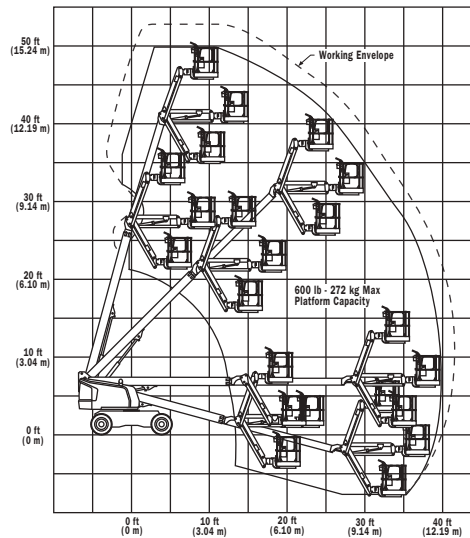 50 ft
(15.24 m)
Working Envelope
40 ft
(12.19 m)
30 ft
(9.14 m)
20 ft
(6.10 m)
600 lb - 272 kg Max
Platform Capacity
10 ft
(3.04 m)
0 ft
(0 m)
0 ft
(0 m)
10 ft
(3.04 m)
20 ft
(6.10 m)
30 ft
(9.14 m)
40 ft
(12.19 m)